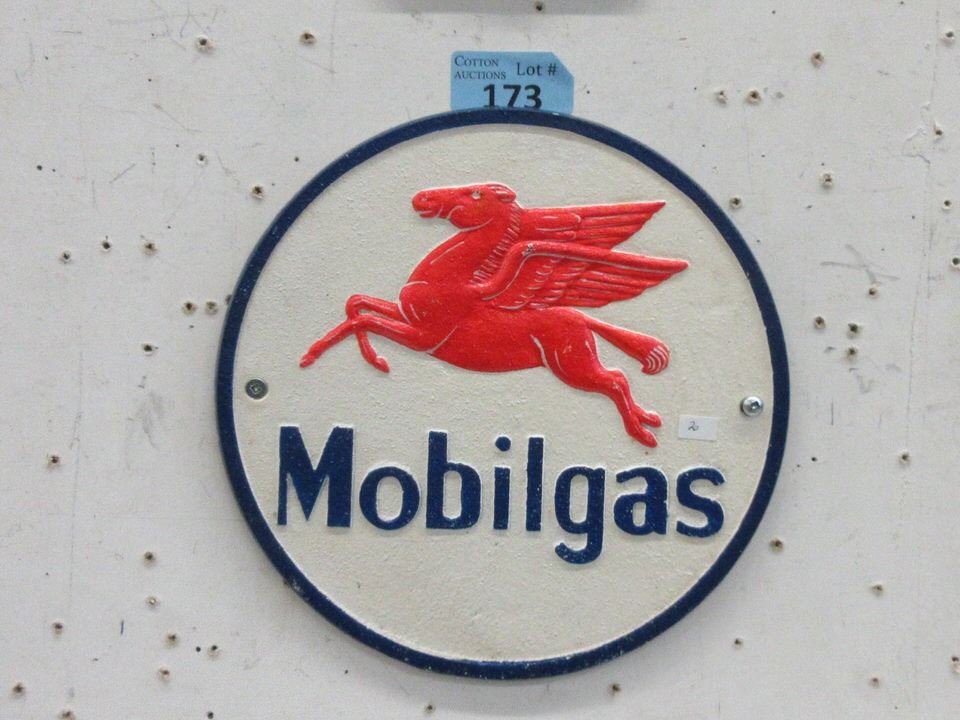 COTTON
AUCTIONS Lot #
173
Mobilgas